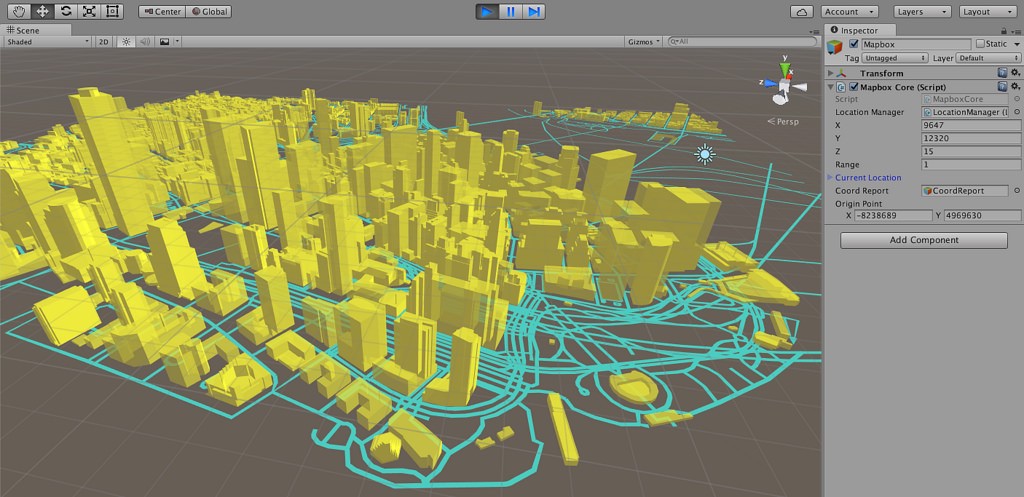 Center Global Account Layers Layout
Scene Inspector
Shaded 2D Gizmos All Mapbox Static
Tag Untagged Layer Default
Transform
Mapbox Core (Script)
Script MapboxCore
Location Manager LocationManager (l
X 9647
Y 12320
Z 15
Range 1
Current Location
Coord Report CoordReport
Origin Point
X -8238689 Y 4969630
Add Component
y
x
z
Persp